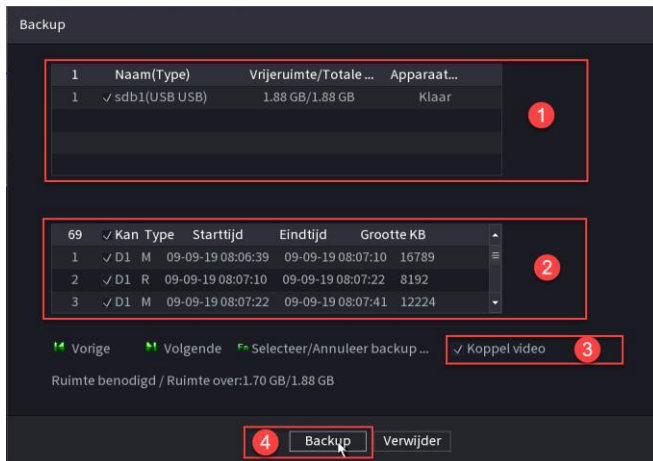 Backup
1 Naam(Type) Vrijeruimte/Totale ... Apparaat...
1 sdb1(USB USB) 1.88 GB/1.88 GB Klaar
1
69 Kan Type Starttijd Eindtijd Grootte KB
1 D1 M 09-09-19 08:06:39 09-09-19 08:07:10 16789
2 D1 R 09-09-19 08:07:10 09-09-19 08:07:22 8192
2
3 D1 M 09-09-19 08:07:22 09-09-19 08:07:41 12224
Vorige Volgende Fn Selecteer/Annuleer backup ... Koppel video 3
Ruimte benodigd / Ruimte over:1.70 GB/1.88 GB
4 Backup Verwijder